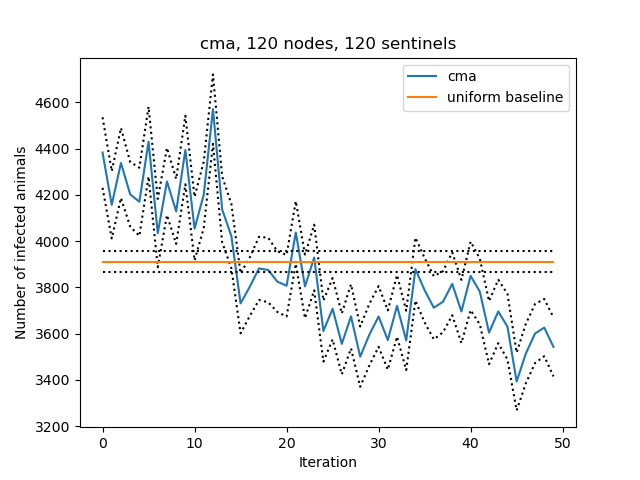 cma, 120 nodes, 120 sentinels
cma
uniform baseline
Number of infected animals
4600
4400
4200
4000
3800
3600
3400
3200
0 10 20 30 40 50
Iteration